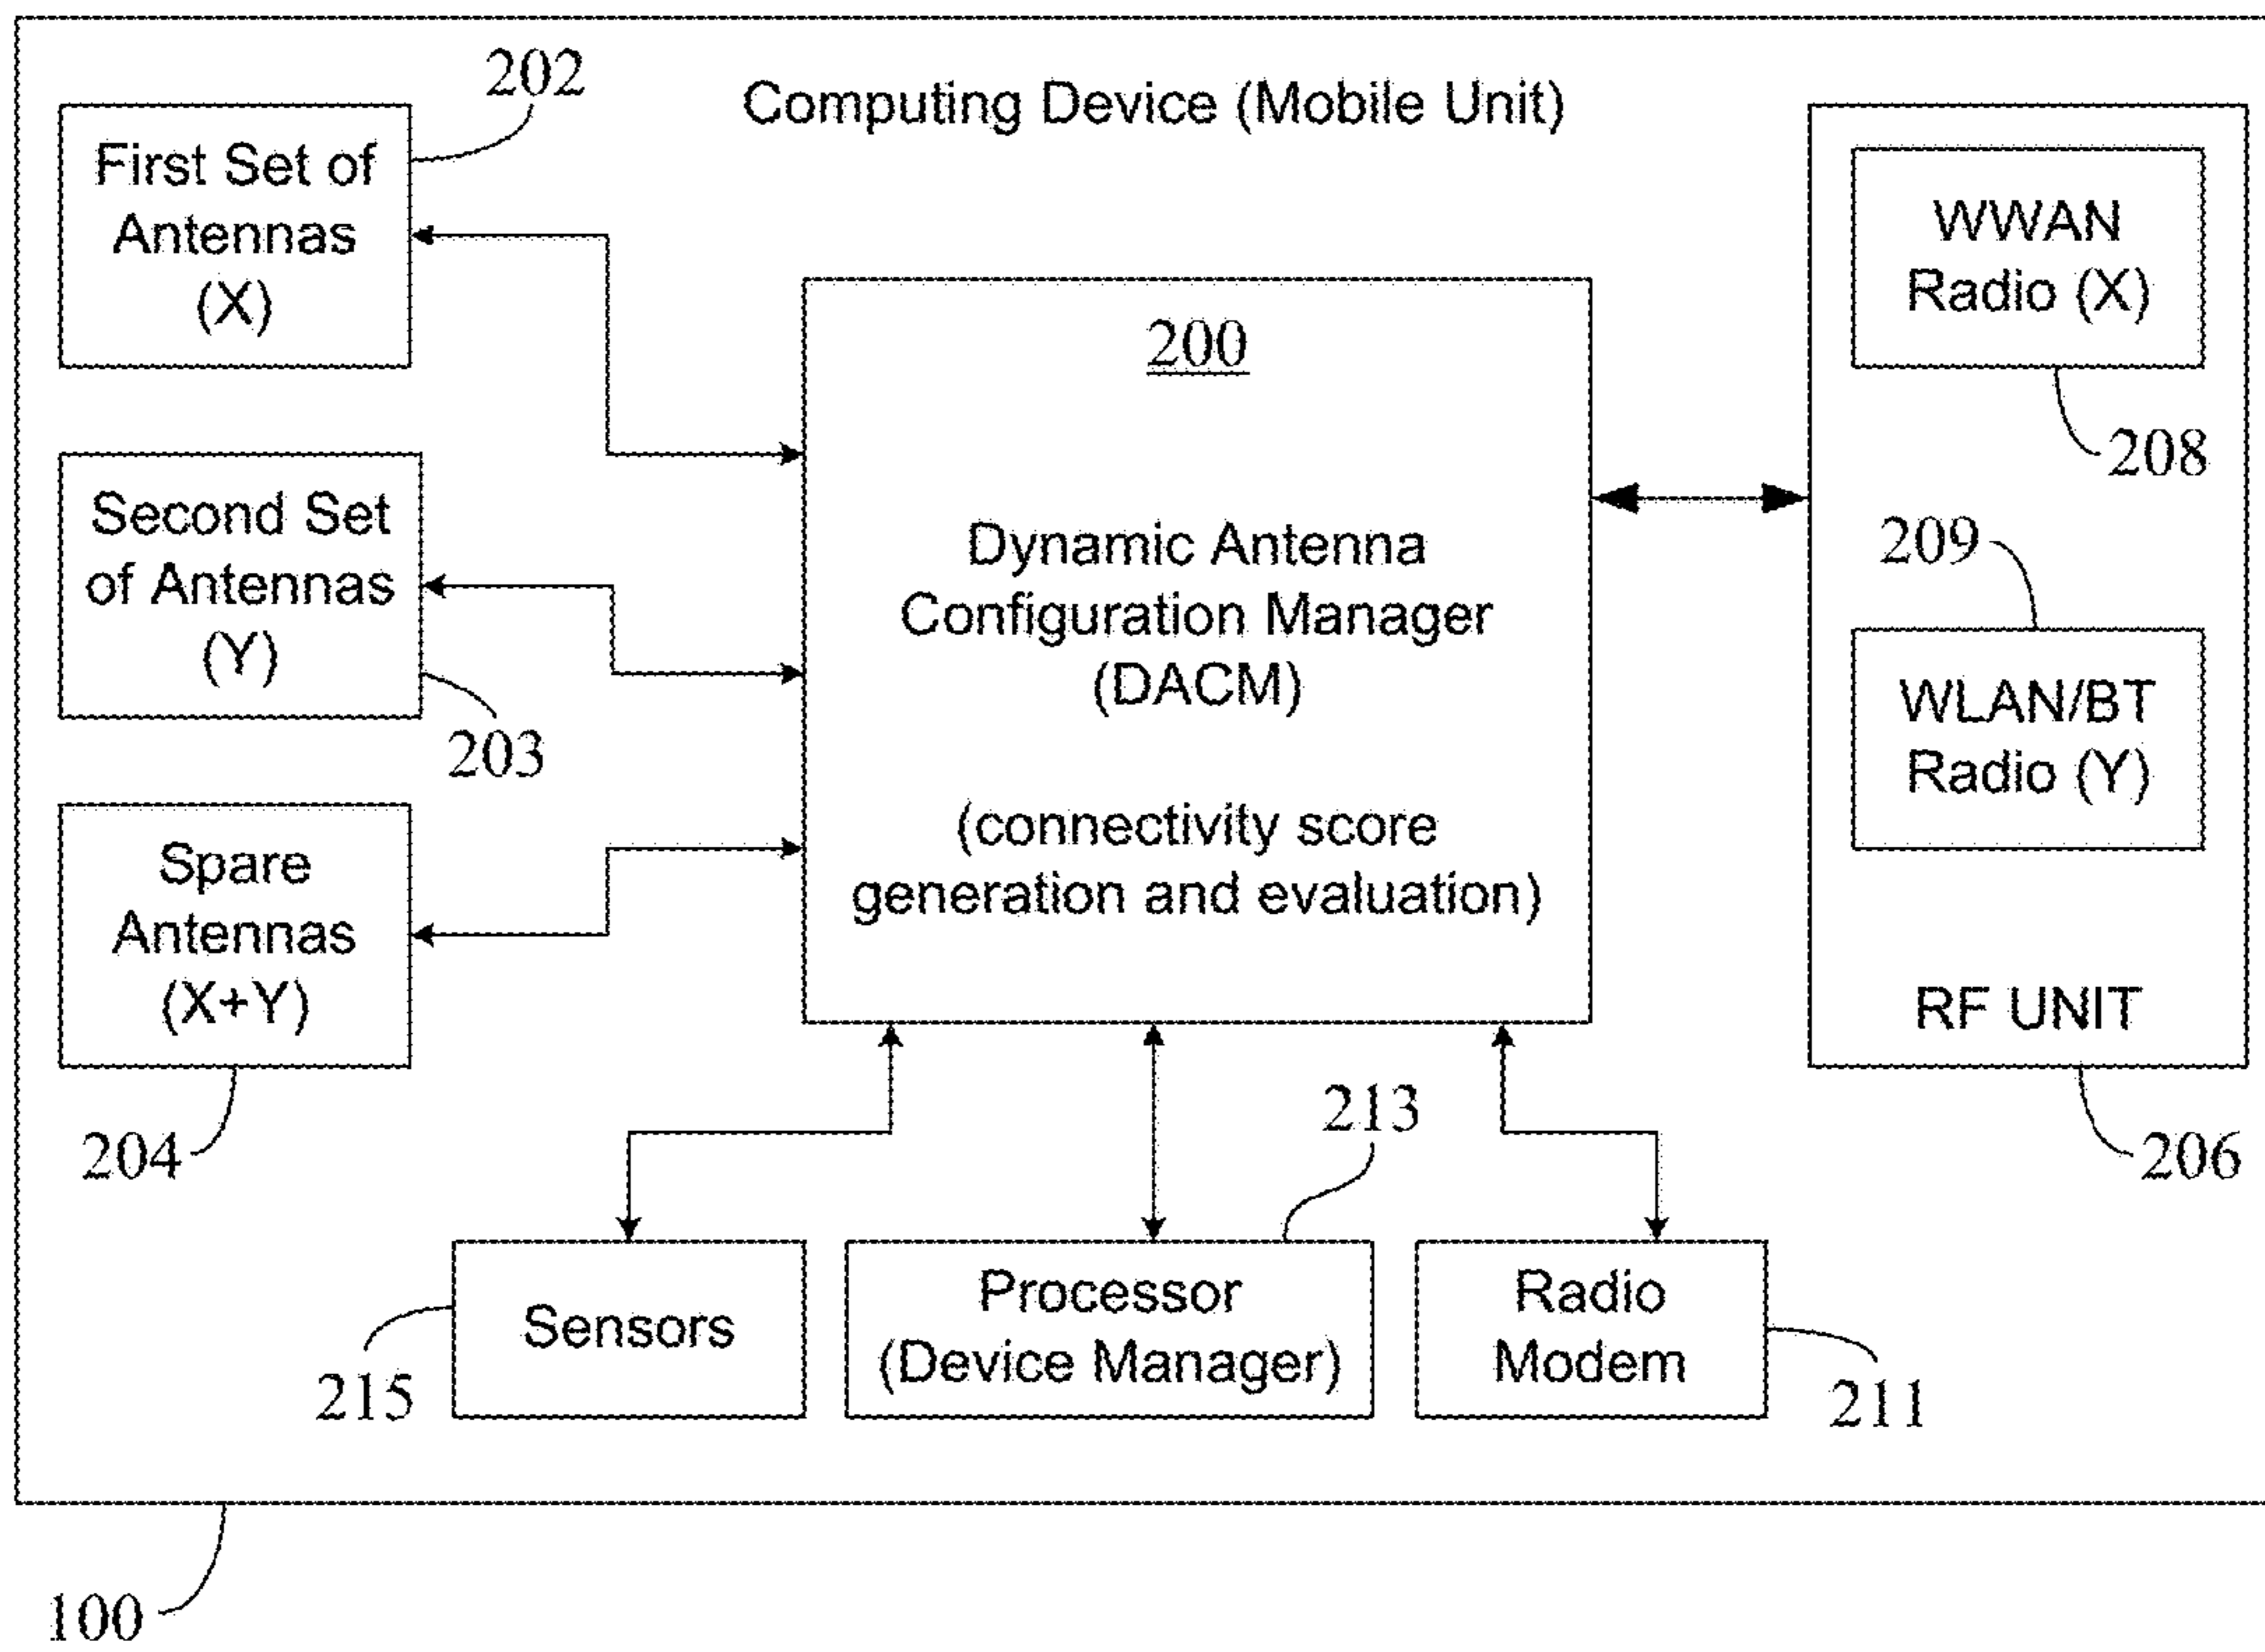 Computing Device (Mobile Unit)
202
First Set of
Antennas
(X)
Second Set
of Antennas
(Y)
203
Spare
Antennas
(X+Y)
204
200
Dynamic Antenna
Configuration Manager
(DACM)
(connectivity score
generation and evaluation)
WWAN
Radio (X)
208
209
WLAN/BT
Radio (Y)
RF UNIT
206
213
Sensors
215
Processor
(Device Manager)
Radio
Modem
211
100